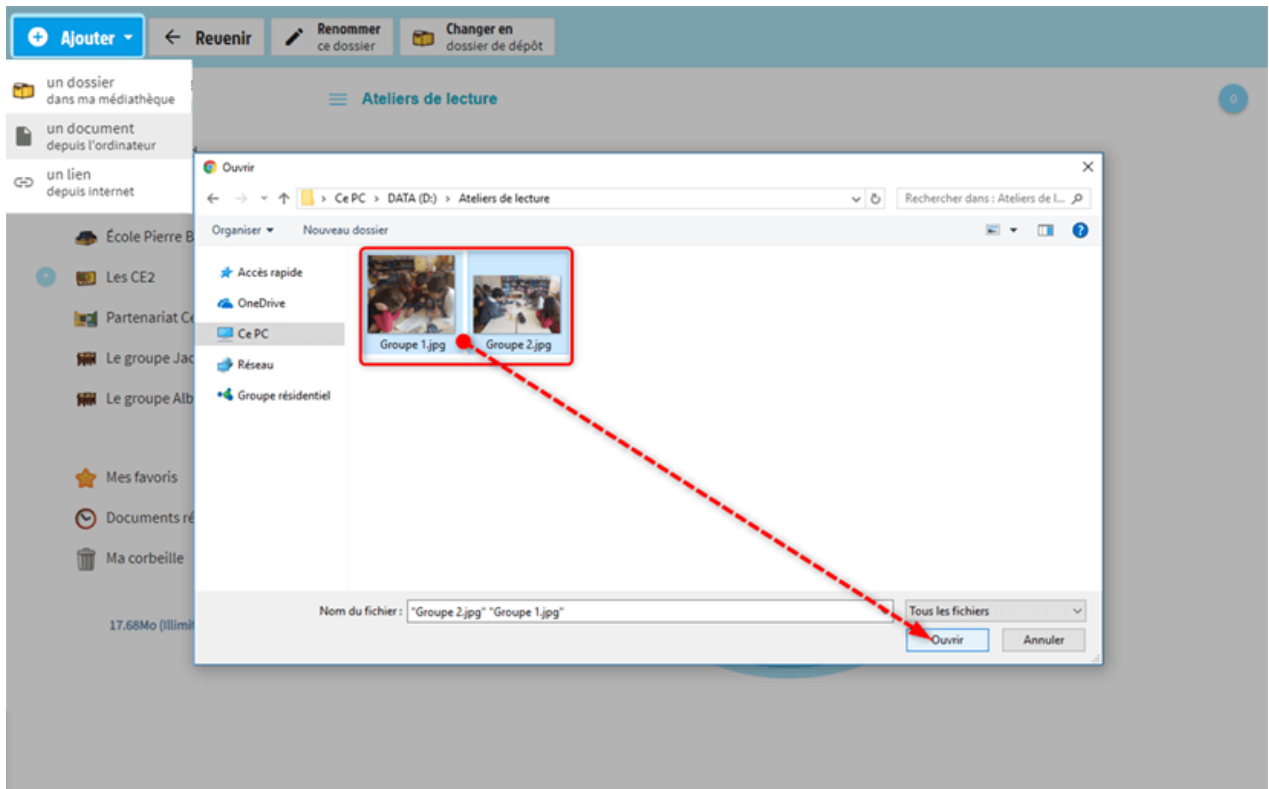 Ajouter
Revenir
Renommer
ce dossier
Changer en
dossier de dépôt
un dossier
dans ma médiathèque
un document
depuis l'ordinateur
un lien
depuis internet
Ateliers de lecture
0
École Pierre B
Les CE2
Partenariat Ce
Le groupe Jac
Le groupe Alb
Mes favoris
Documents ré
Ma corbeille
17.68Mo (Illimit
Ouvrir
Ce PC > DATA (D:) > Ateliers de lecture
Rechercher dans : Ateliers de l...
Organiser
Nouveau dossier
Accès rapide
OneDrive
Ce PC
Réseau
Groupe résidentiel
Groupe 1.jpg
Groupe 2.jpg
Nom du fichier : "Groupe 2.jpg" "Groupe 1.jpg"
Tous les fichiers
Ouvrir
Annuler